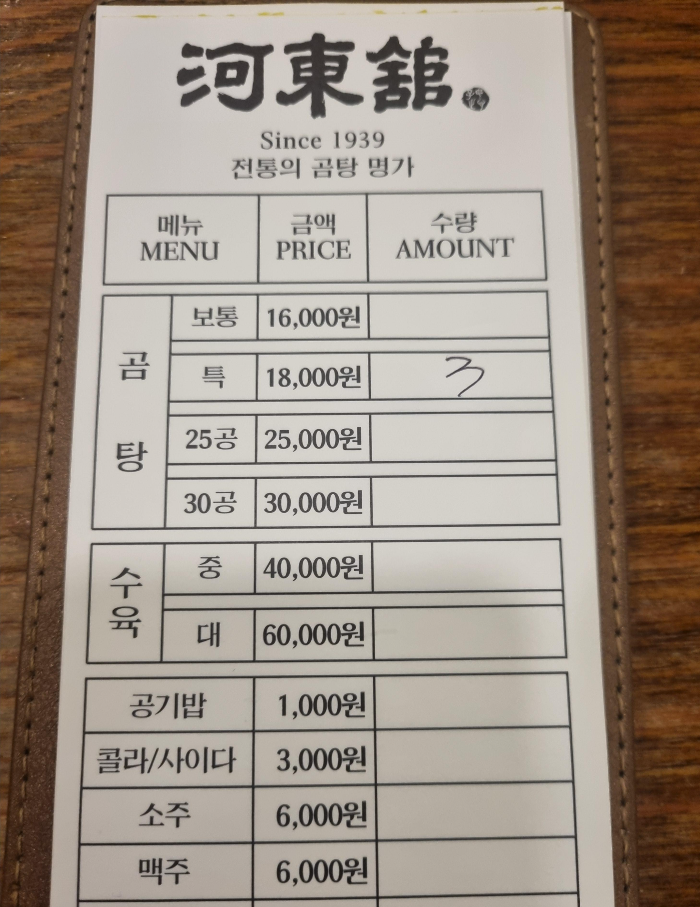 河東舘
Since 1939
전통의 곰탕 명가
메뉴 금액 수량
MENU PRICE AMOUNT
곰탕
보통 16,000원
특 18,000원 3
25공 25,000원
30공 30,000원
수육
중 40,000원
대 60,000원
공기밥 1,000원
콜라/사이다 3,000원
소주 6,000원
맥주 6,000원